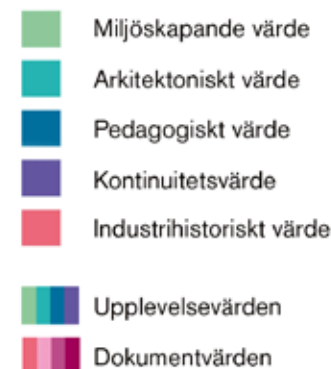 Miljöskapande värde
Arkitektoniskt värde
Pedagogiskt värde
Kontinuitetsvärde
Industrihistoriskt värde
Upplevelsevärden
Dokumentvärden